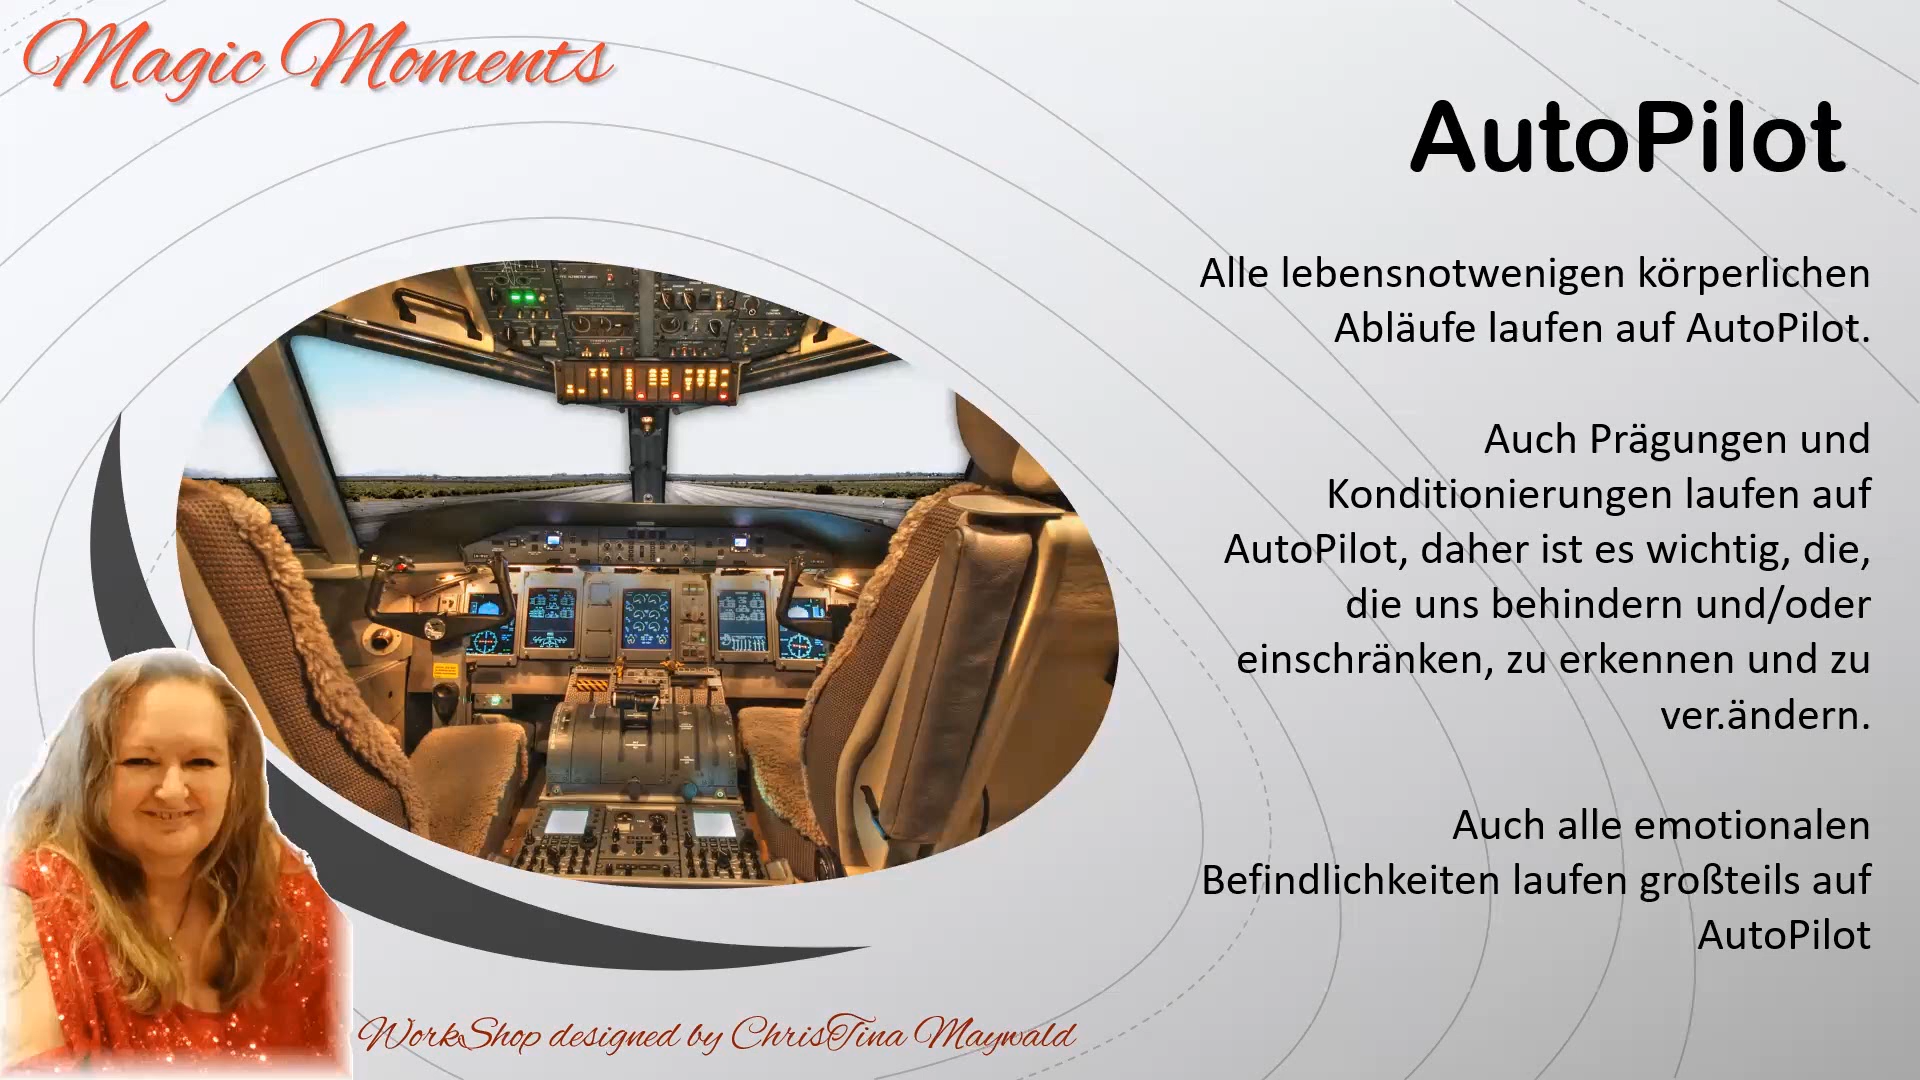 Magic Moments
AutoPilot
Alle lebensnotwenigen körperlichen
Abläufe laufen auf AutoPilot.
Auch Prägungen und
Konditionierungen laufen auf
AutoPilot, daher ist es wichtig, die,
die uns behindern und/oder
einschränken, zu erkennen und zu
ver.ändern.
Auch alle emotionalen
Befindlichkeiten laufen großteils auf
AutoPilot
WorkShop designed by ChrisTina Maywald